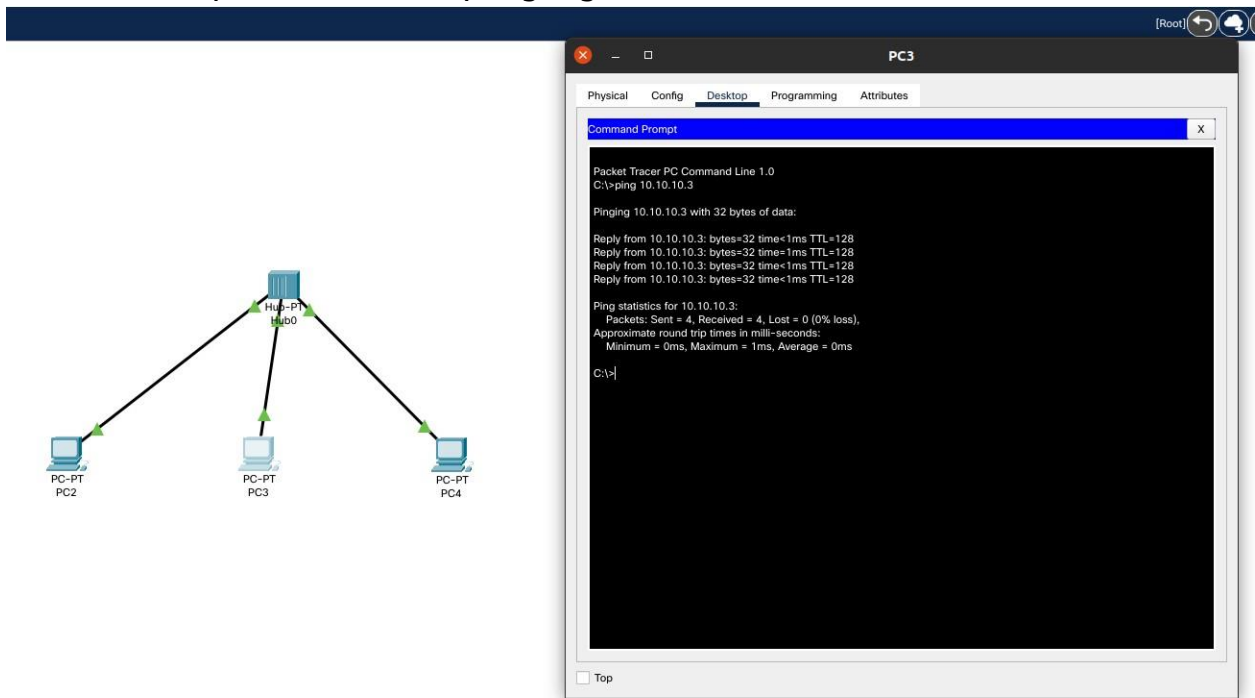 [Root]
PC3
Physical Config Desktop Programming Attributes
Command Prompt
X
Packet Tracer PC Command Line 1.0
C:\>ping 10.10.10.3
Pinging 10.10.10.3 with 32 bytes of data:
Reply from 10.10.10.3: bytes=32 time<1ms TTL=128
Reply from 10.10.10.3: bytes=32 time=1ms TTL=128
Reply from 10.10.10.3: bytes=32 time<1ms TTL=128
Reply from 10.10.10.3: bytes=32 time<1ms TTL=128
Ping statistics for 10.10.10.3:
Packets: Sent = 4, Received = 4, Lost = 0 (0% loss),
Approximate round trip times in milli-seconds:
Minimum = 0ms, Maximum = 1ms, Average = 0ms
C:\>
Top
Hub-PT
Hub0
PC-PT
PC2
PC-PT
PC3
PC-PT
PC4